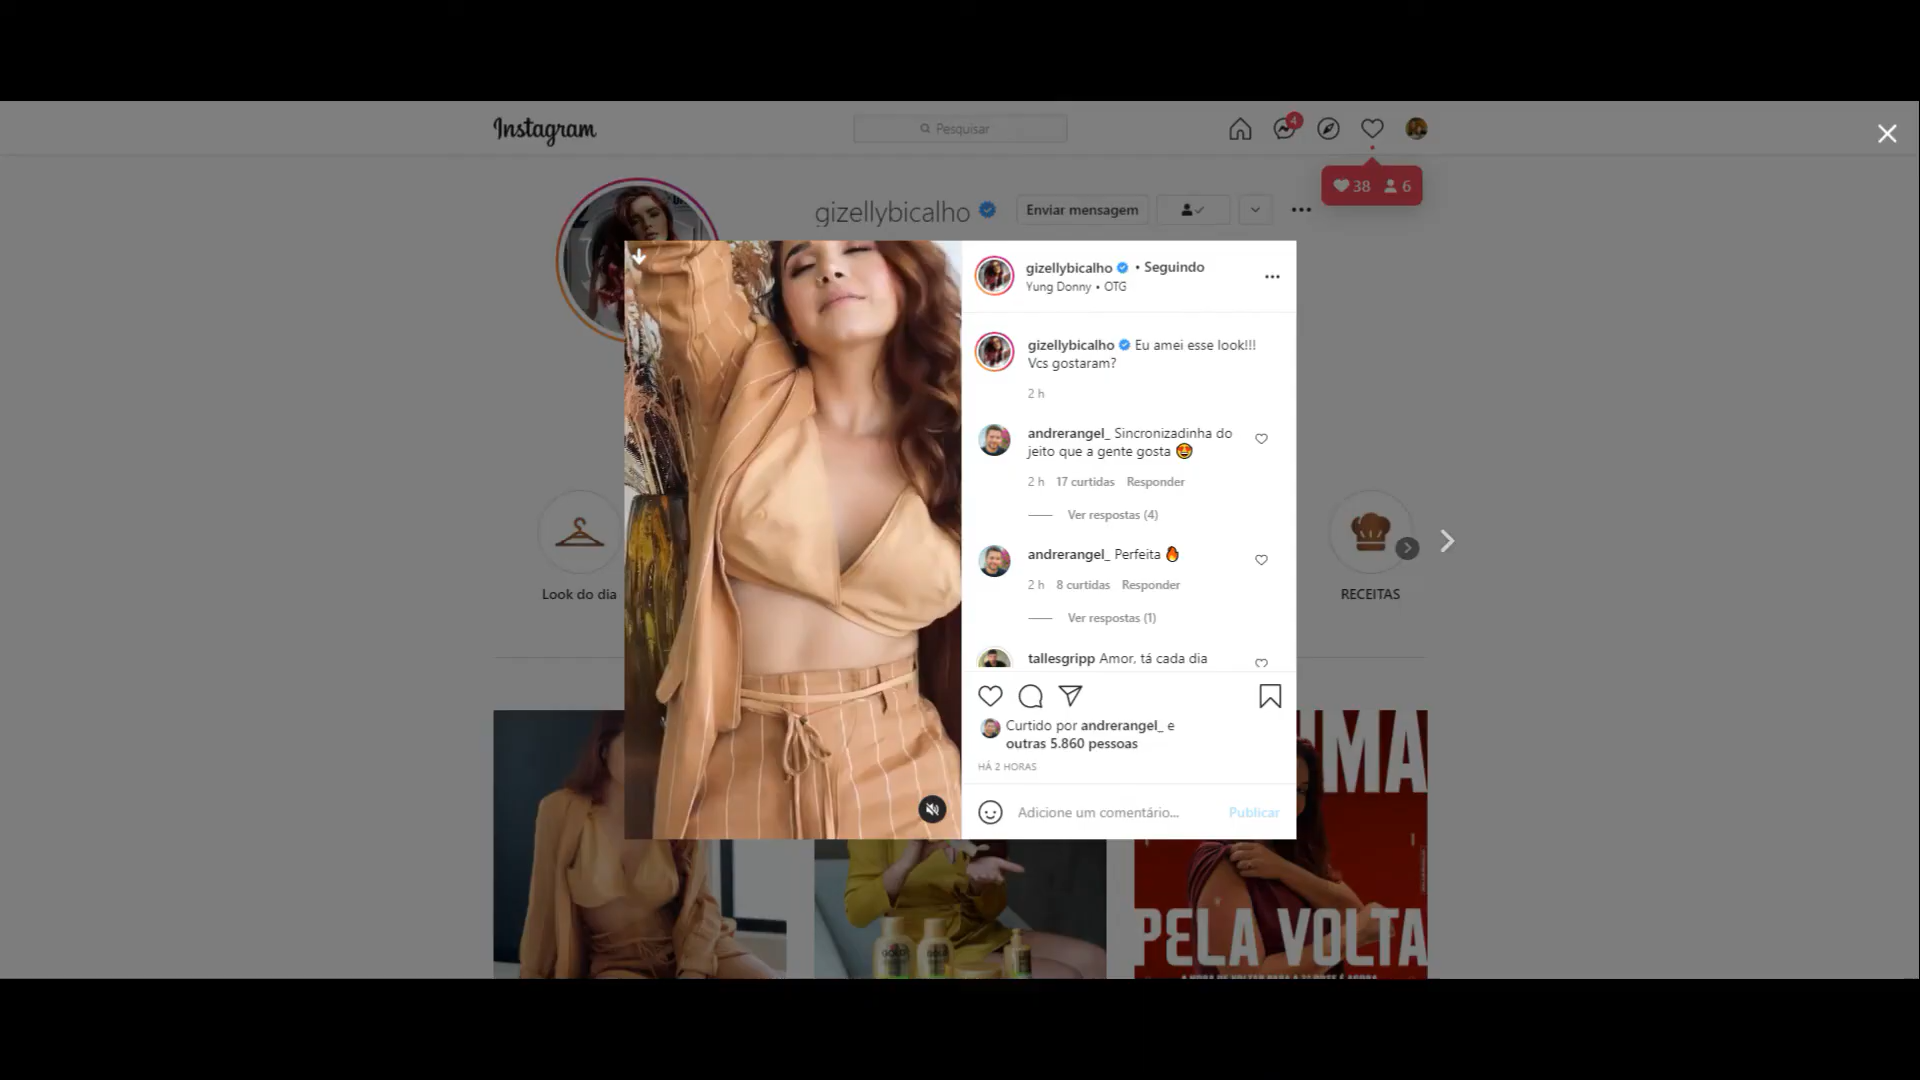 Instagram
Pesquisar
4
38 6
gizellybicalho
Enviar mensagem
gizellybicalho • Seguindo
Yung Donny • OTG
gizellybicalho Eu amei esse look!!!
Vcs gostaram?
2 h
andrerangel_ Sincronizadinha do
jeito que a gente gosta 😍
2 h 17 curtidas Responder
Ver respostas (4)
andrerangel_ Perfeita 🔥
2 h 8 curtidas Responder
Ver respostas (1)
tallesgripp Amor, tá cada dia
Curtido por andrerangel_ e
outras 5.860 pessoas
HÁ 2 HORAS
Adicione um comentário... Publicar
Look do dia
RECEITAS
GOLD
IMA
PELA VOLTA